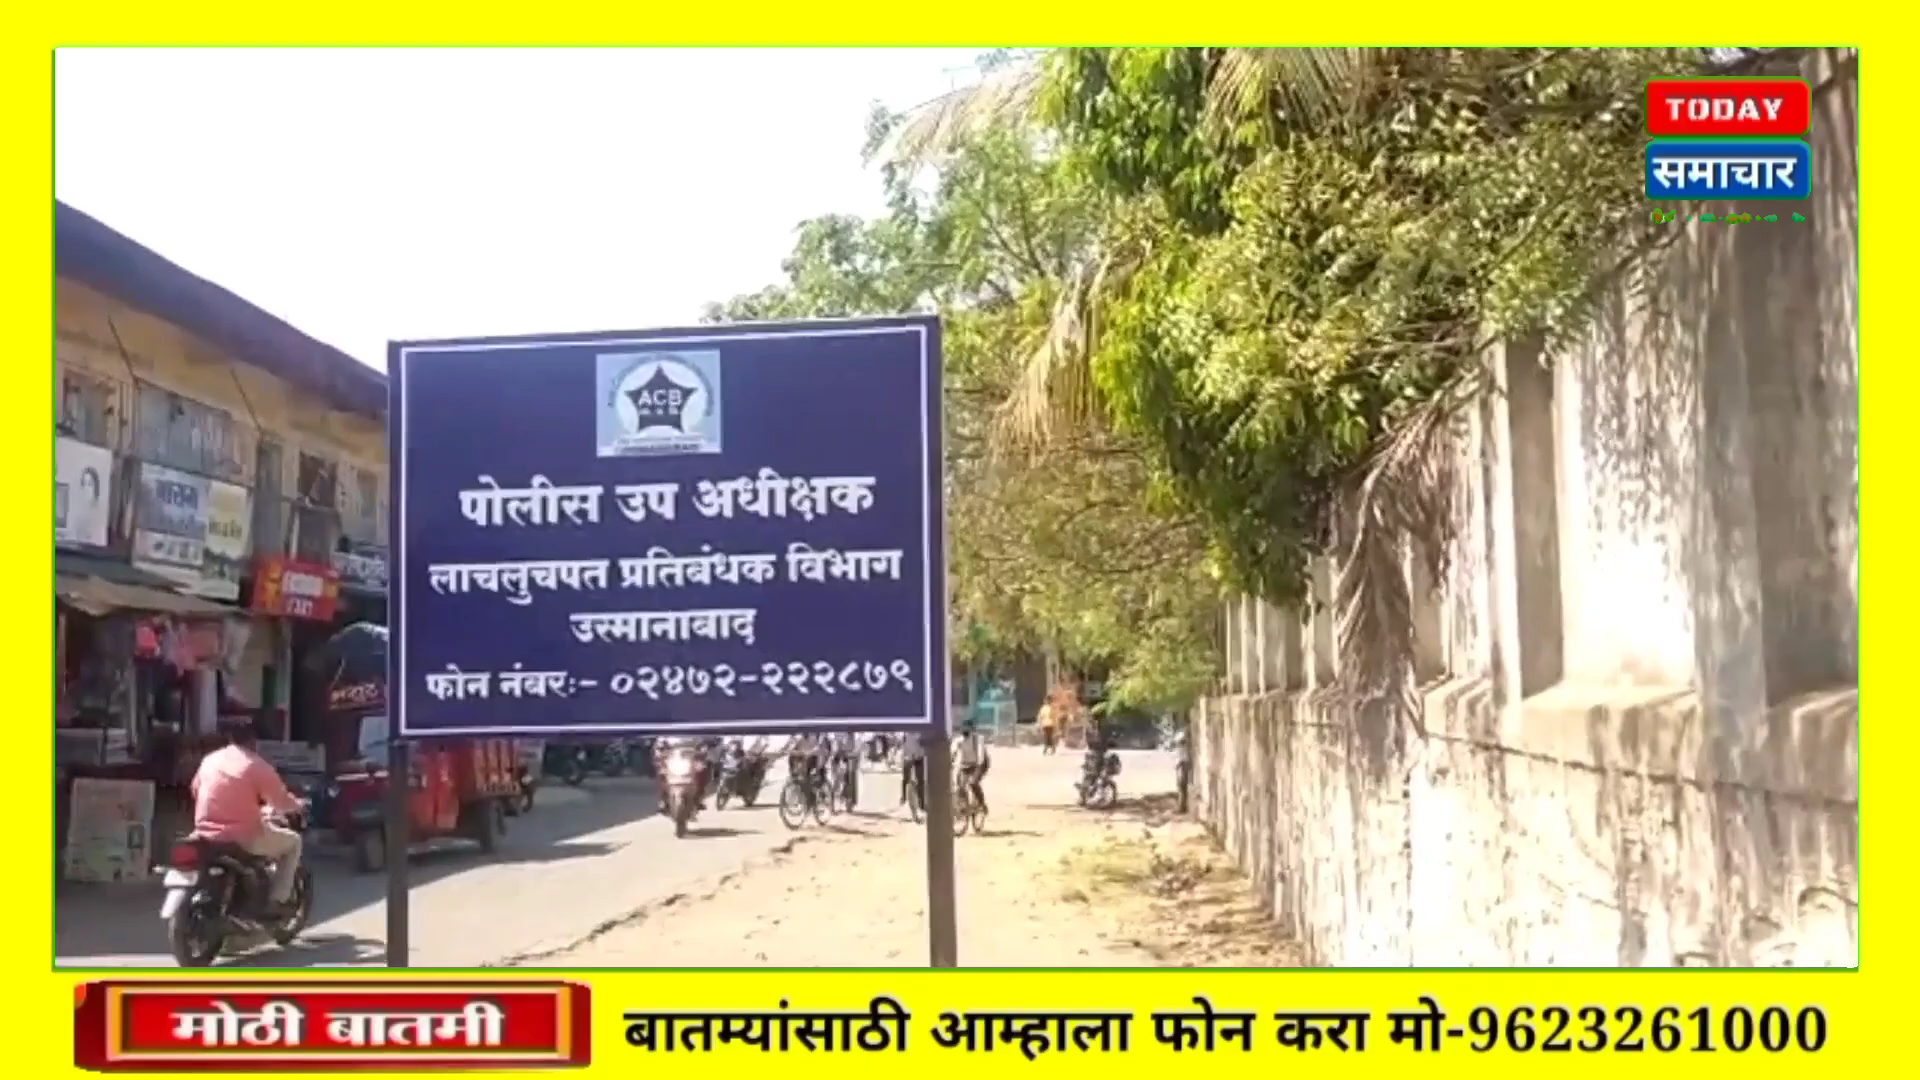 TODAY
समाचार
ACB
पोलीस उप अधीक्षक
लाचलुचपत प्रतिबंधक विभाग
उस्मानाबाद
फोन नंबरः- ०२४७२-२२२८७९
मोठी बातमी
बातम्यांसाठी आम्हाला फोन करा मो-9623261000